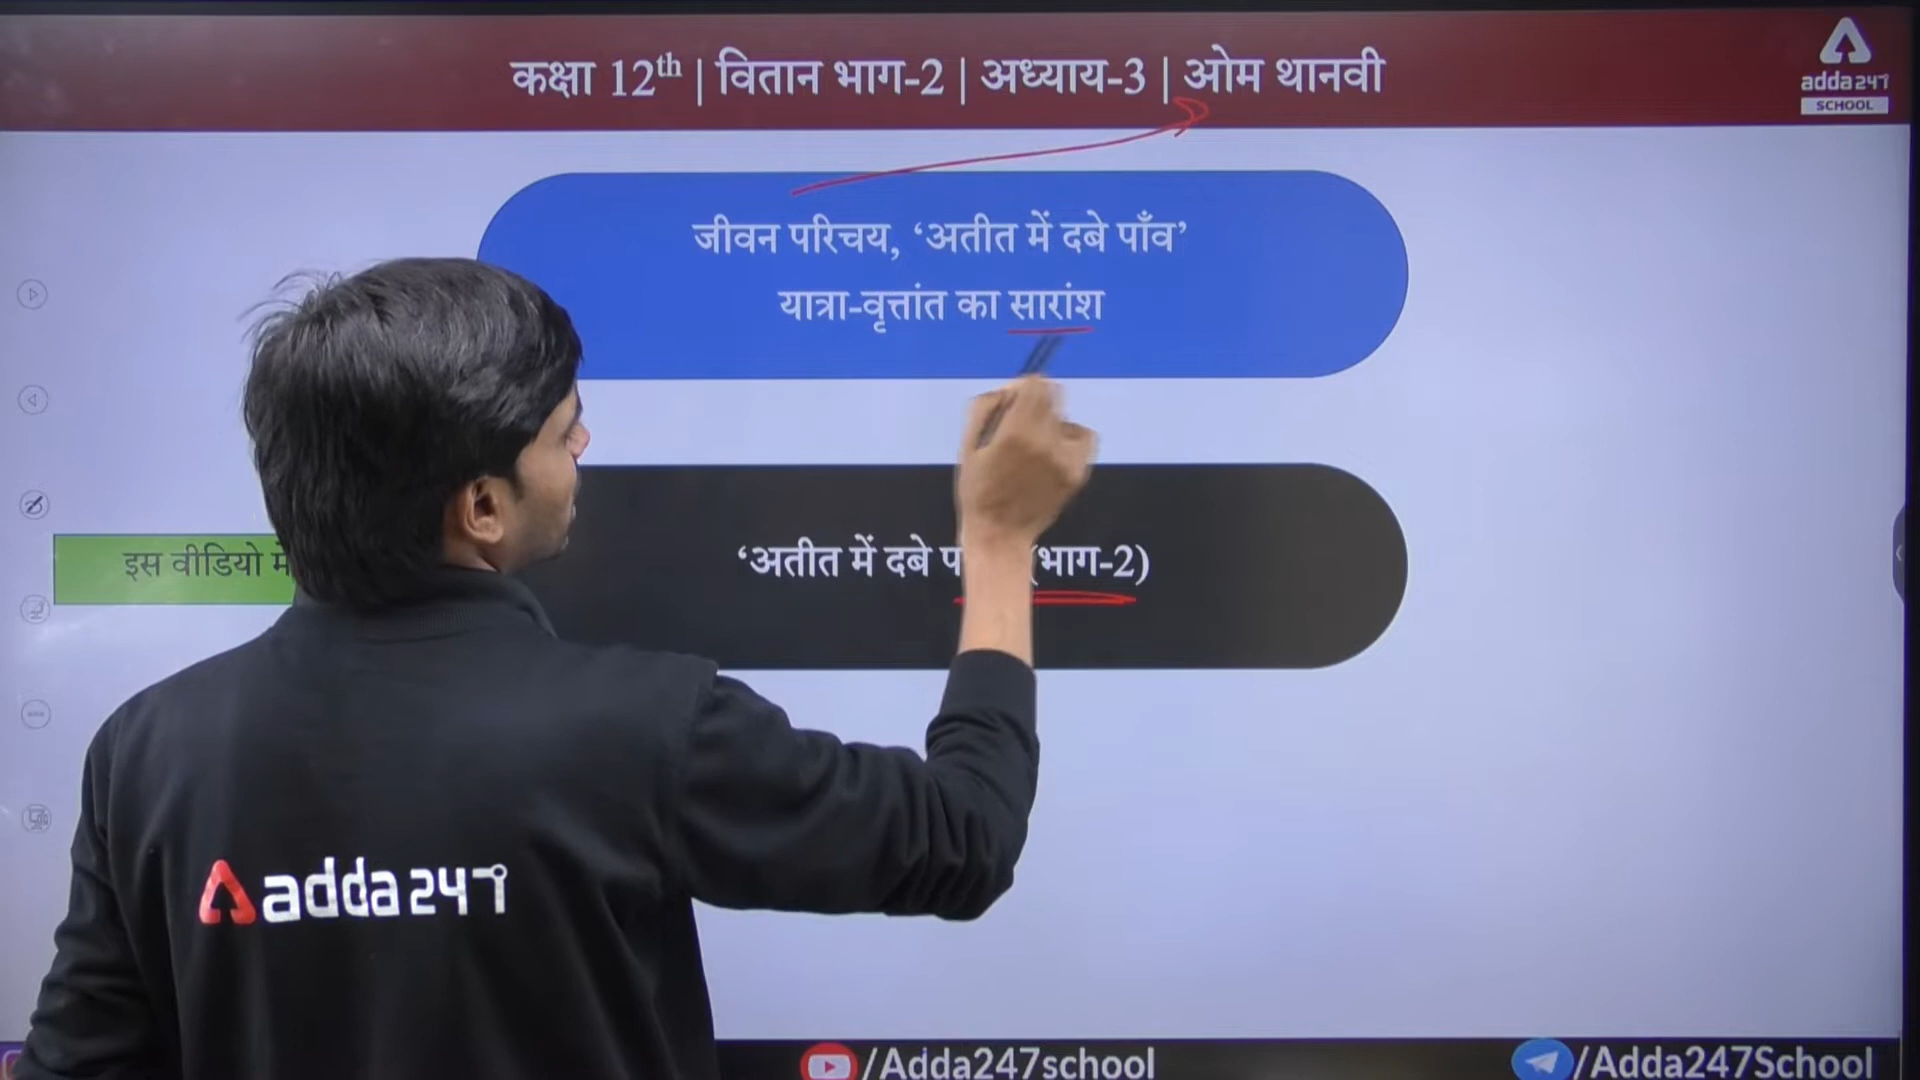 कक्षा 12th | वितान भाग-2 | अध्याय-3 | ओम थानवी
adda247
SCHOOL
जीवन परिचय, ‘अतीत में दबे पाँव’
यात्रा-वृत्तांत का सारांश
इस वीडियो में
‘अतीत में दबे (भाग-2)
adda247
/Adda247school
/Adda247School